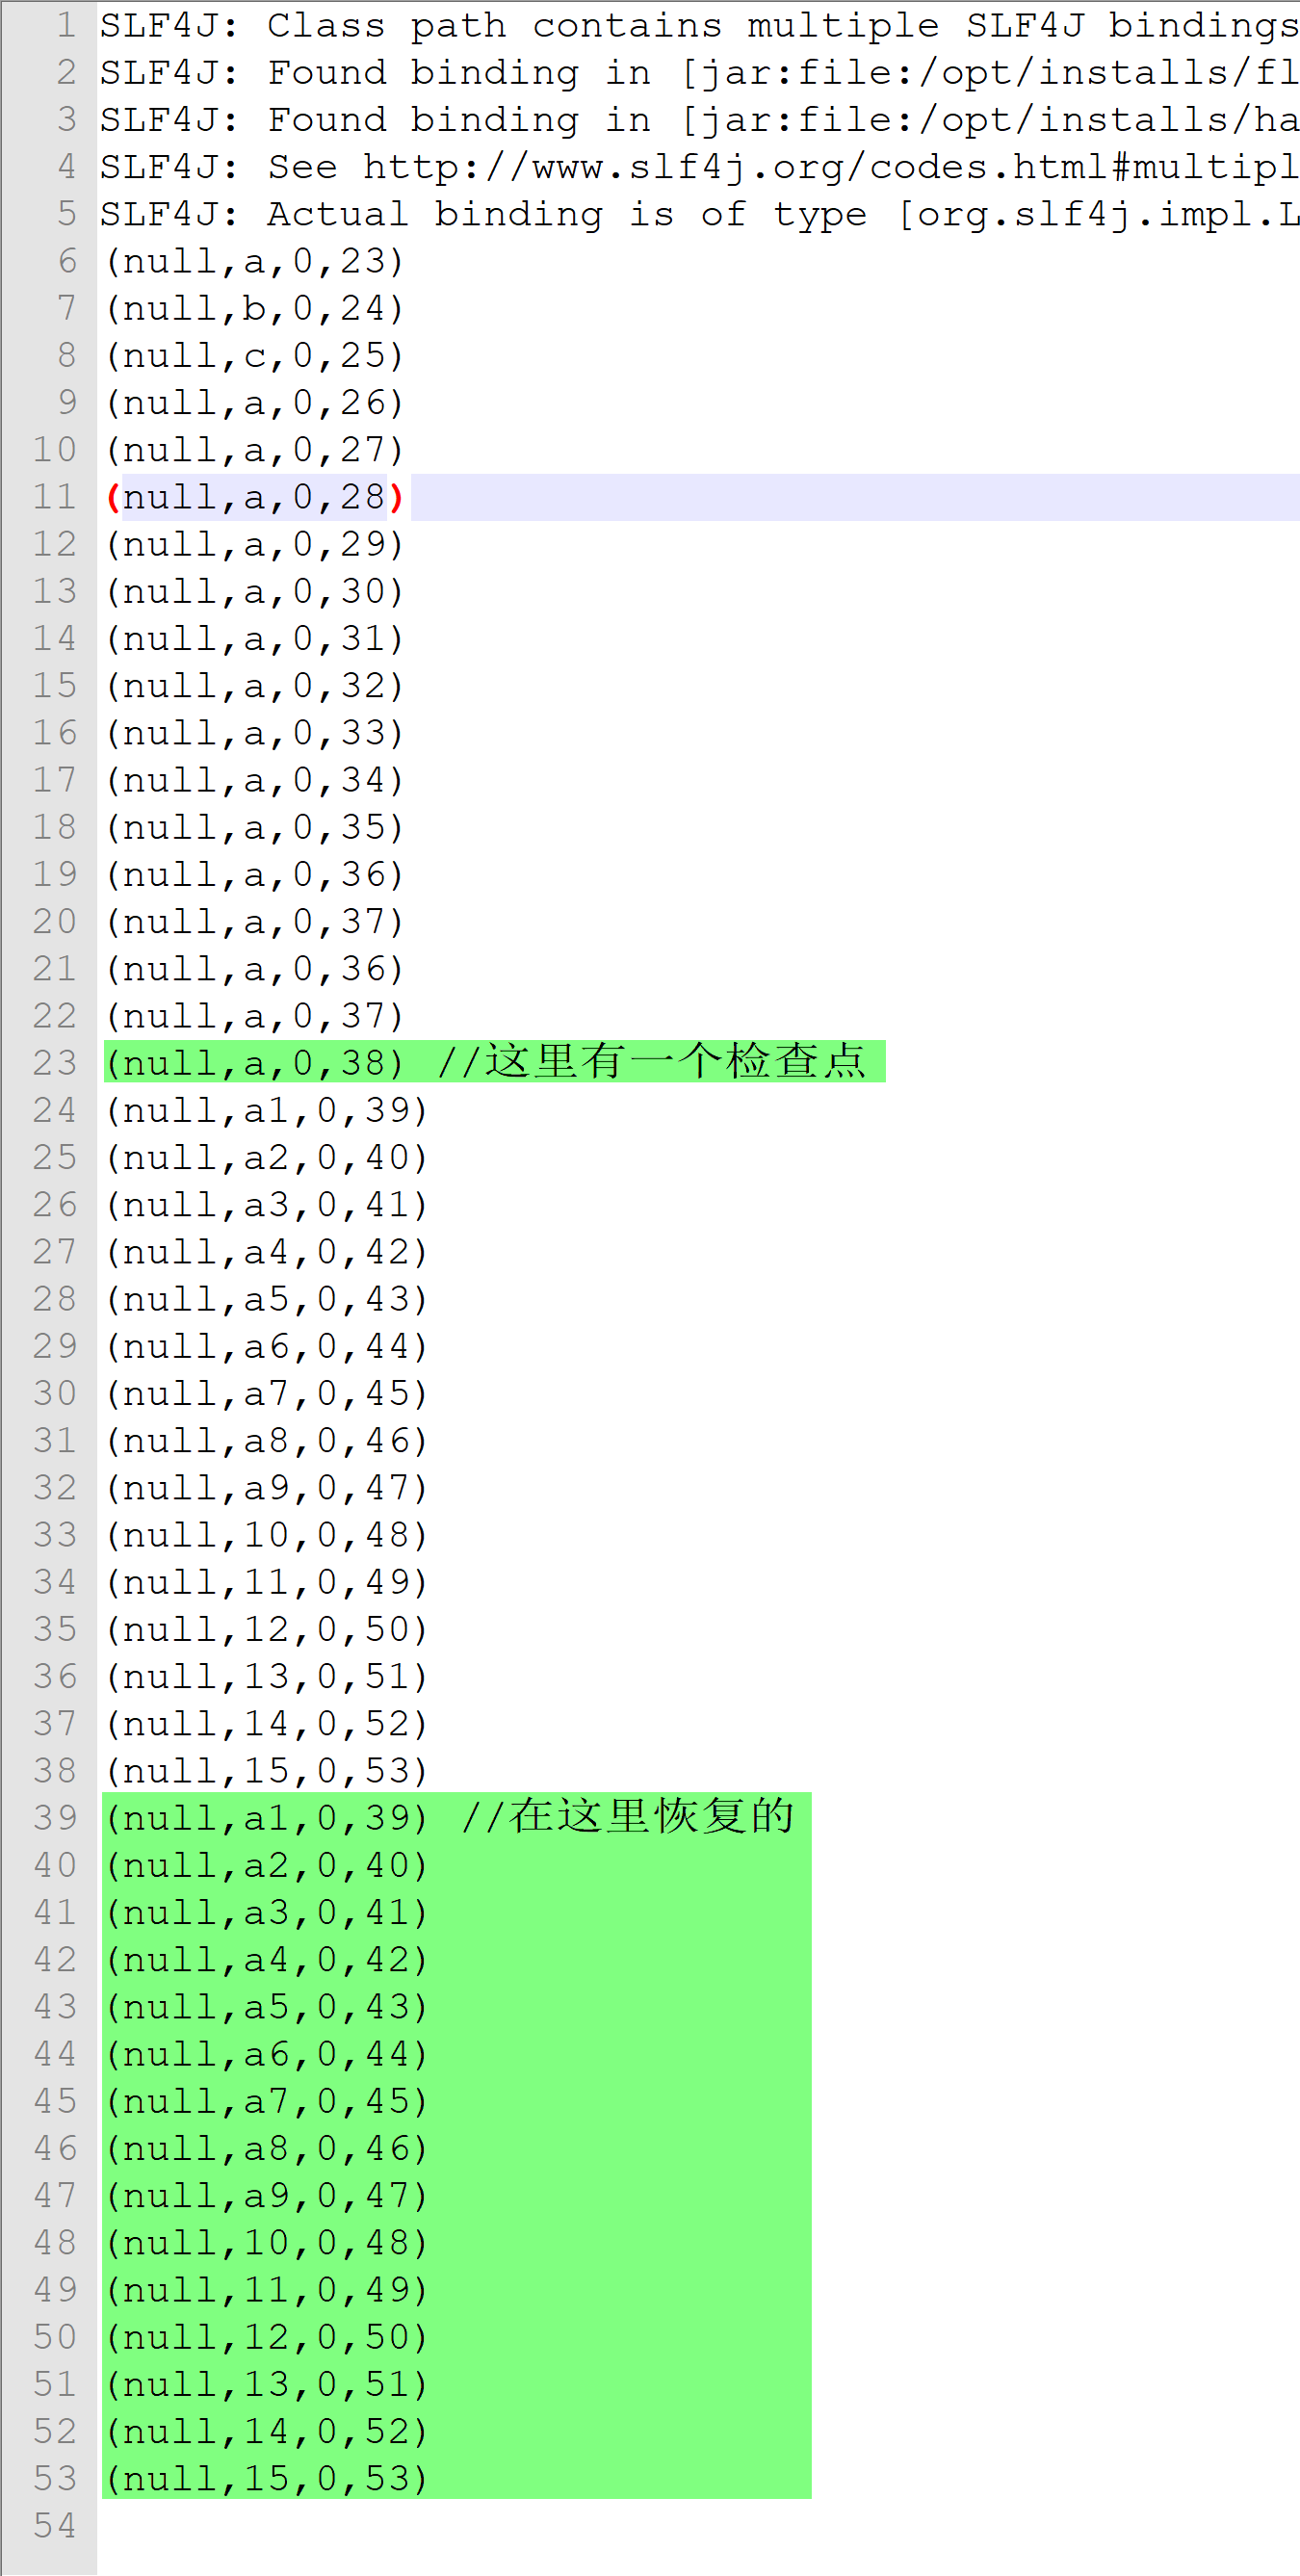 1 SLF4J: Class path contains multiple SLF4J bindings
2 SLF4J: Found binding in [jar:file:/opt/installs/fl
3 SLF4J: Found binding in [jar:file:/opt/installs/ha
4 SLF4J: See http://www.slf4j.org/codes.html#multipl
5 SLF4J: Actual binding is of type [org.slf4j.impl.L
6 (null,a,0,23)
7 (null,b,0,24)
8 (null,c,0,25)
9 (null,a,0,26)
10 (null,a,0,27)
11 (null,a,0,28)
12 (null,a,0,29)
13 (null,a,0,30)
14 (null,a,0,31)
15 (null,a,0,32)
16 (null,a,0,33)
17 (null,a,0,34)
18 (null,a,0,35)
19 (null,a,0,36)
20 (null,a,0,37)
21 (null,a,0,36)
22 (null,a,0,37)
23 (null,a,0,38) //这里有一个检查点
24 (null,a1,0,39)
25 (null,a2,0,40)
26 (null,a3,0,41)
27 (null,a4,0,42)
28 (null,a5,0,43)
29 (null,a6,0,44)
30 (null,a7,0,45)
31 (null,a8,0,46)
32 (null,a9,0,47)
33 (null,10,0,48)
34 (null,11,0,49)
35 (null,12,0,50)
36 (null,13,0,51)
37 (null,14,0,52)
38 (null,15,0,53)
39 (null,a1,0,39) //在这里恢复的
40 (null,a2,0,40)
41 (null,a3,0,41)
42 (null,a4,0,42)
43 (null,a5,0,43)
44 (null,a6,0,44)
45 (null,a7,0,45)
46 (null,a8,0,46)
47 (null,a9,0,47)
48 (null,10,0,48)
49 (null,11,0,49)
50 (null,12,0,50)
51 (null,13,0,51)
52 (null,14,0,52)
53 (null,15,0,53)
54